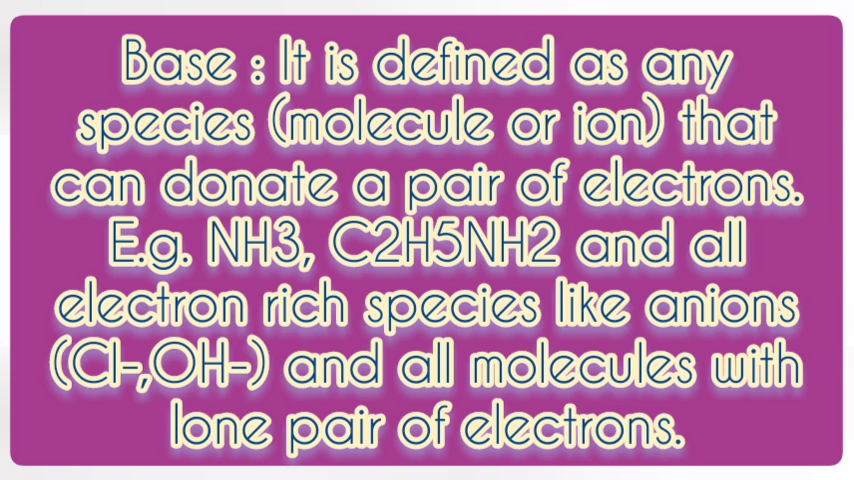 Base : It is defined as any
species (molecule or ion) that
can donate a pair of electrons.
E.g. NH3, C2H5NH2 and all
electron rich species like anions
(Cl-,OH-) and all molecules with
lone pair of electrons.